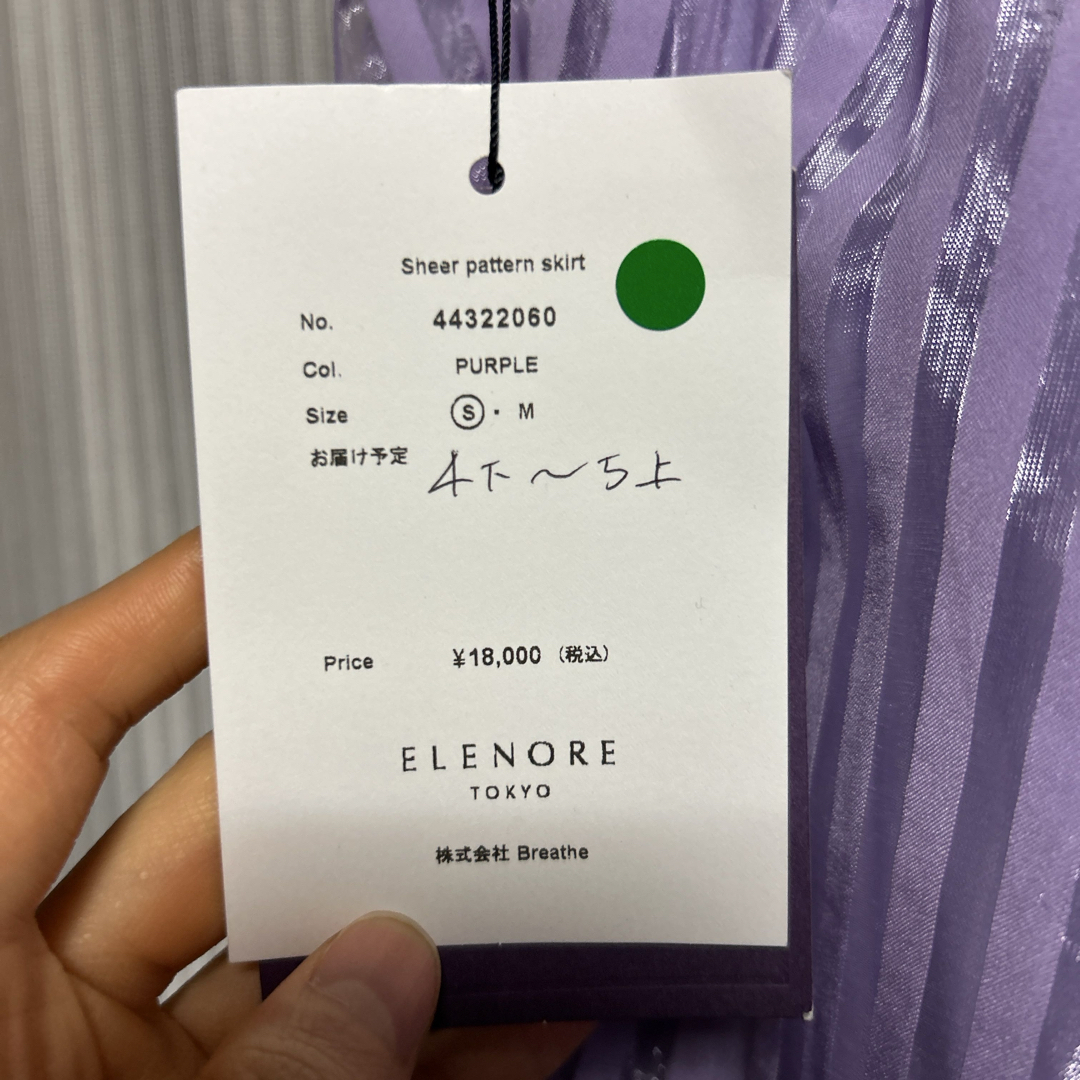 Sheer pattern skirt
No. 44322060
Col. PURPLE
Size Ⓢ・ M
お届け予定 4下～5上
Price ¥18,000（税込）
ELENORE
TOKYO
株式会社 Breathe